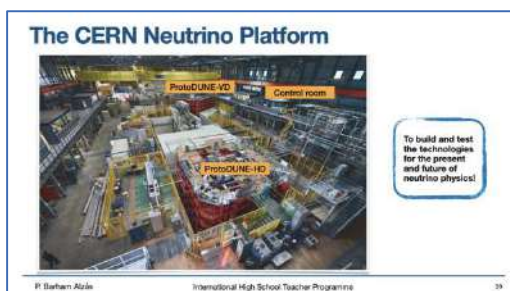 The CERN Neutrino Platform
ProtoDUNE-VD
Control room
ProtoDUNE-HD
To build and test
the technologies
for the present
and future of
neutrino physics!
P. Barham Alzás
International High School Teacher Programme
39